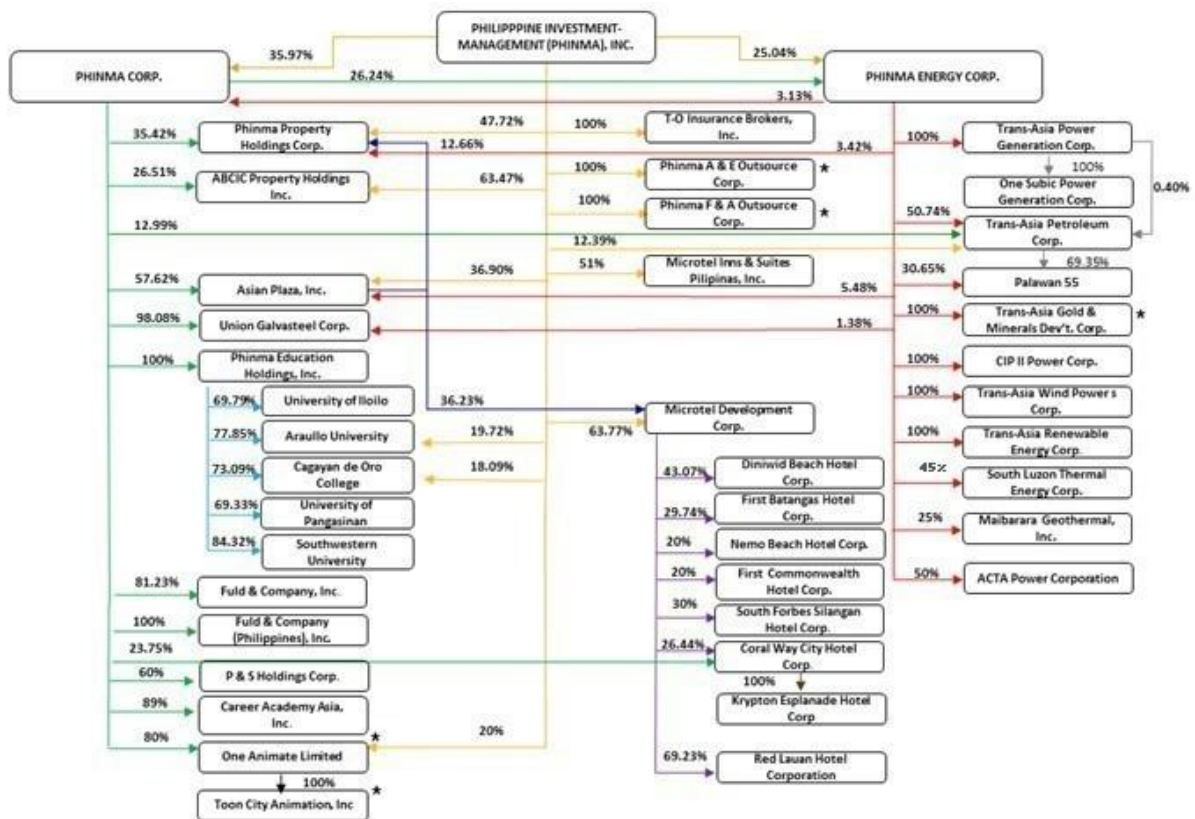 PHILIPPPINE INVESTMENT-
MANAGEMENT (PHINMA), INC.
35.97%
25.04%
PHINMA CORP.
26.24%
PHINMA ENERGY CORP.
3.13%
35.42%
Phinma Property
Holdings Corp.
47.72%
12.66%
100%
T-O Insurance Brokers,
Inc.
3.42%
100%
Trans-Asia Power
Generation Corp.
100%
0.40%
26.51%
ABCIC Property Holdings
Inc.
63.47%
100%
Phinma A & E Outsource
Corp.
*
One Subic Power
Generation Corp.
100%
Phinma F & A Outsource
Corp.
*
12.99%
12.39%
50.74%
Trans-Asia Petroleum
Corp.
69.35%
57.62%
Asian Plaza, Inc.
36.90%
51%
Microtel Inns & Suites
Pilipinas, Inc.
5.48%
30.65%
Palawan 55
98.08%
Union Galvasteel Corp.
1.38%
100%
Trans-Asia Gold &
Minerals Dev't. Corp.
*
100%
Phinma Education
Holdings, Inc.
100%
CIP II Power Corp.
69.79%
University of Iloilo
36.23%
Microtel Development
Corp.
63.77%
100%
Trans-Asia Wind Power s
Corp.
77.85%
Araullo University
19.72%
100%
Trans-Asia Renewable
Energy Corp.
73.09%
Cagayan de Oro
College
18.09%
43.07%
Diniwid Beach Hotel
Corp.
45%
South Luzon Thermal
Energy Corp.
69.33%
University of
Pangasinan
29.74%
First Batangas Hotel
Corp.
25%
Maibarara Geothermal,
Inc.
84.32%
Southwestern
University
20%
Nemo Beach Hotel Corp.
50%
ACTA Power Corporation
81.23%
Fuld & Company, Inc.
20%
First Commonwealth
Hotel Corp.
100%
Fuld & Company
(Philippines), Inc.
30%
South Forbes Silangan
Hotel Corp.
23.75%
26.44%
Coral Way City Hotel
Corp.
60%
P & S Holdings Corp.
100%
Krypton Esplanade Hotel
Corp
89%
Career Academy Asia,
Inc.
80%
One Animate Limited
*
20%
69.23%
Red Lauan Hotel
Corporation
100%
Toon City Animation, Inc
*